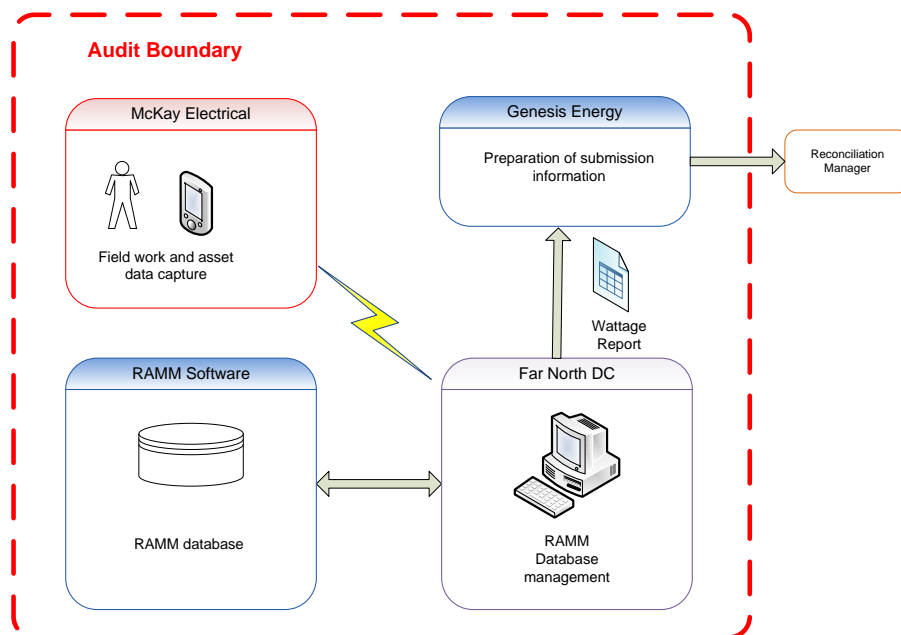 Audit Boundary
McKay Electrical
Field work and asset
data capture
Genesis Energy
Preparation of submission
information
Reconciliation
Manager
Wattage
Report
RAMM Software
RAMM database
Far North DC
RAMM
Database
management